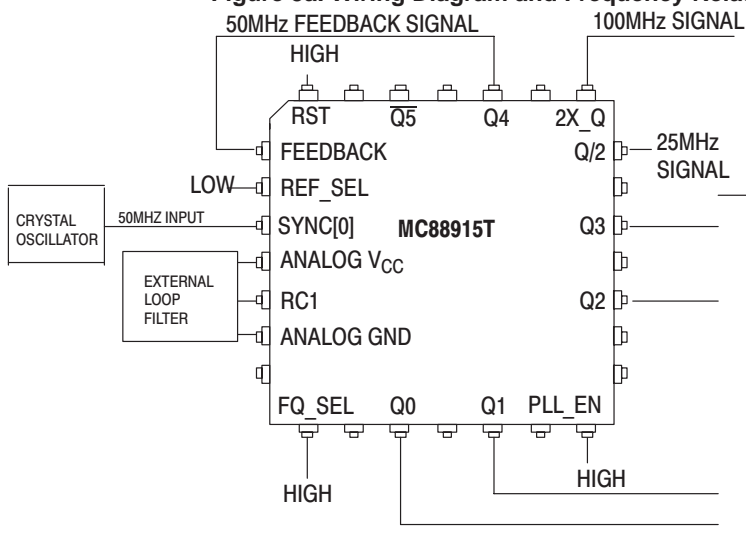 50MHz FEEDBACK SIGNAL
100MHz SIGNAL
HIGH
RST
Q5
Q4
2X_Q
FEEDBACK
Q/2
25MHz
SIGNAL
LOW
REF_SEL
CRYSTAL
OSCILLATOR
50MHZ INPUT
SYNC[0]
MC88915T
Q3
ANALOG VCC
EXTERNAL
LOOP
FILTER
RC1
Q2
ANALOG GND
FQ_SEL
Q0
Q1
PLL_EN
HIGH
HIGH